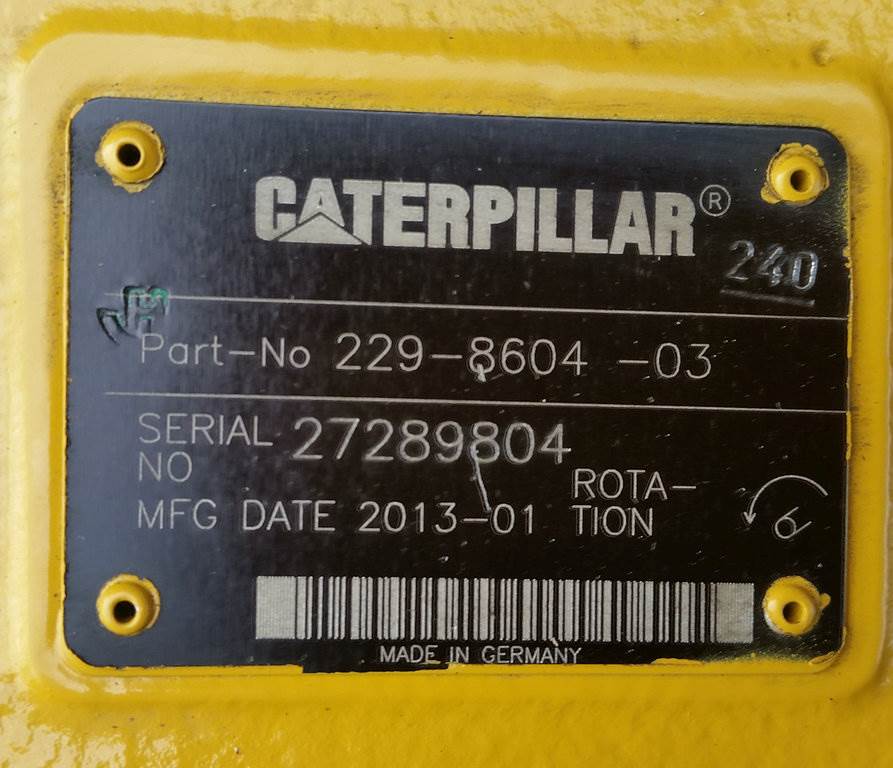 CATERPILLAR®
240
Part-No 229-8604 -03
SERIAL NO 27289804
MFG DATE 2013-01
ROTA-
TION
MADE IN GERMANY